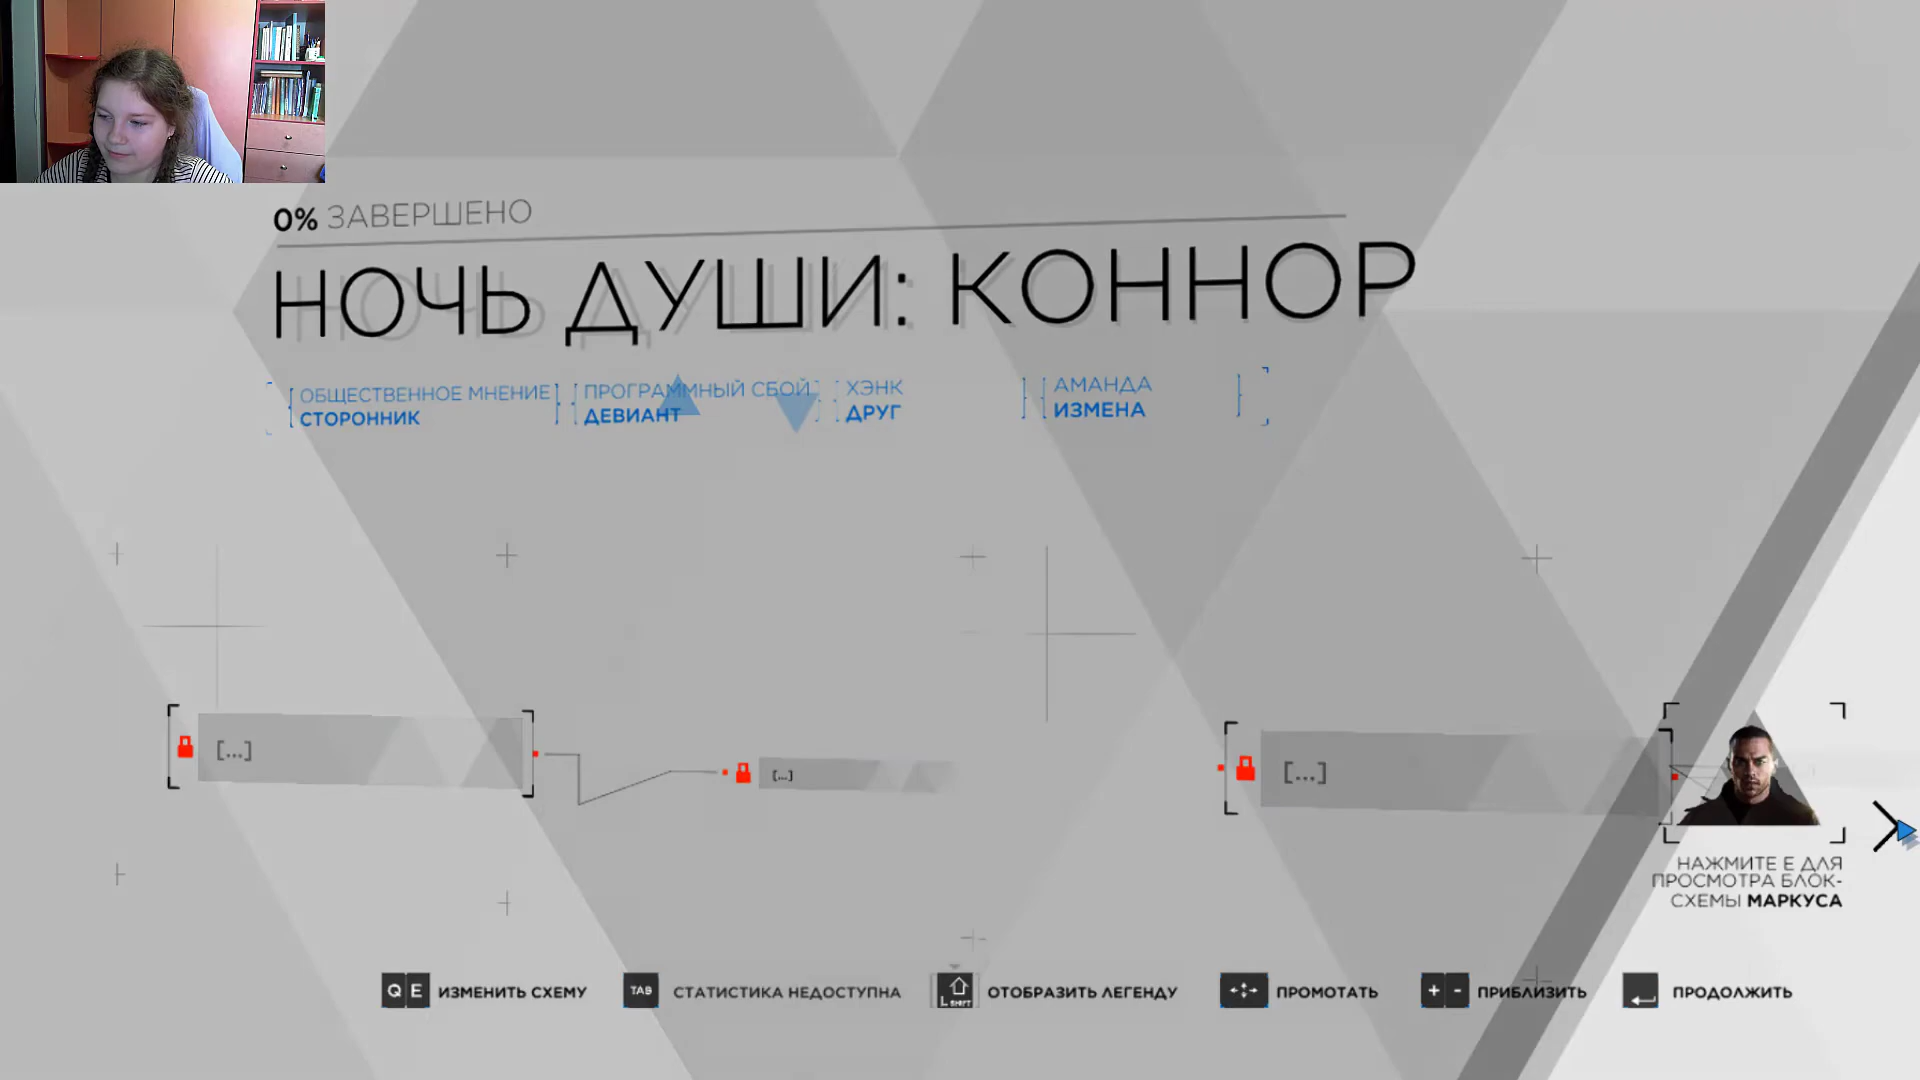 0% ЗАВЕРШЕНО
НОЧЬ ДУШИ: КОННОР
ОБЩЕСТВЕННОЕ МНЕНИЕ
СТОРОННИК
ПРОГРАММНЫЙ СБОЙ
ДЕВИАНТ
ХЭНК
ДРУГ
АМАНДА
ИЗМЕНА
[...]
[...]
[...]
НАЖМИТЕ E ДЛЯ
ПРОСМОТРА БЛОК-
СХЕМЫ МАРКУСА
Q E ИЗМЕНИТЬ СХЕМУ
TAB СТАТИСТИКА НЕДОСТУПНА
L SHIFT ОТОБРАЗИТЬ ЛЕГЕНДУ
ПРОМОТАТЬ
+ - ПРИБЛИЗИТЬ
ПРОДОЛЖИТЬ